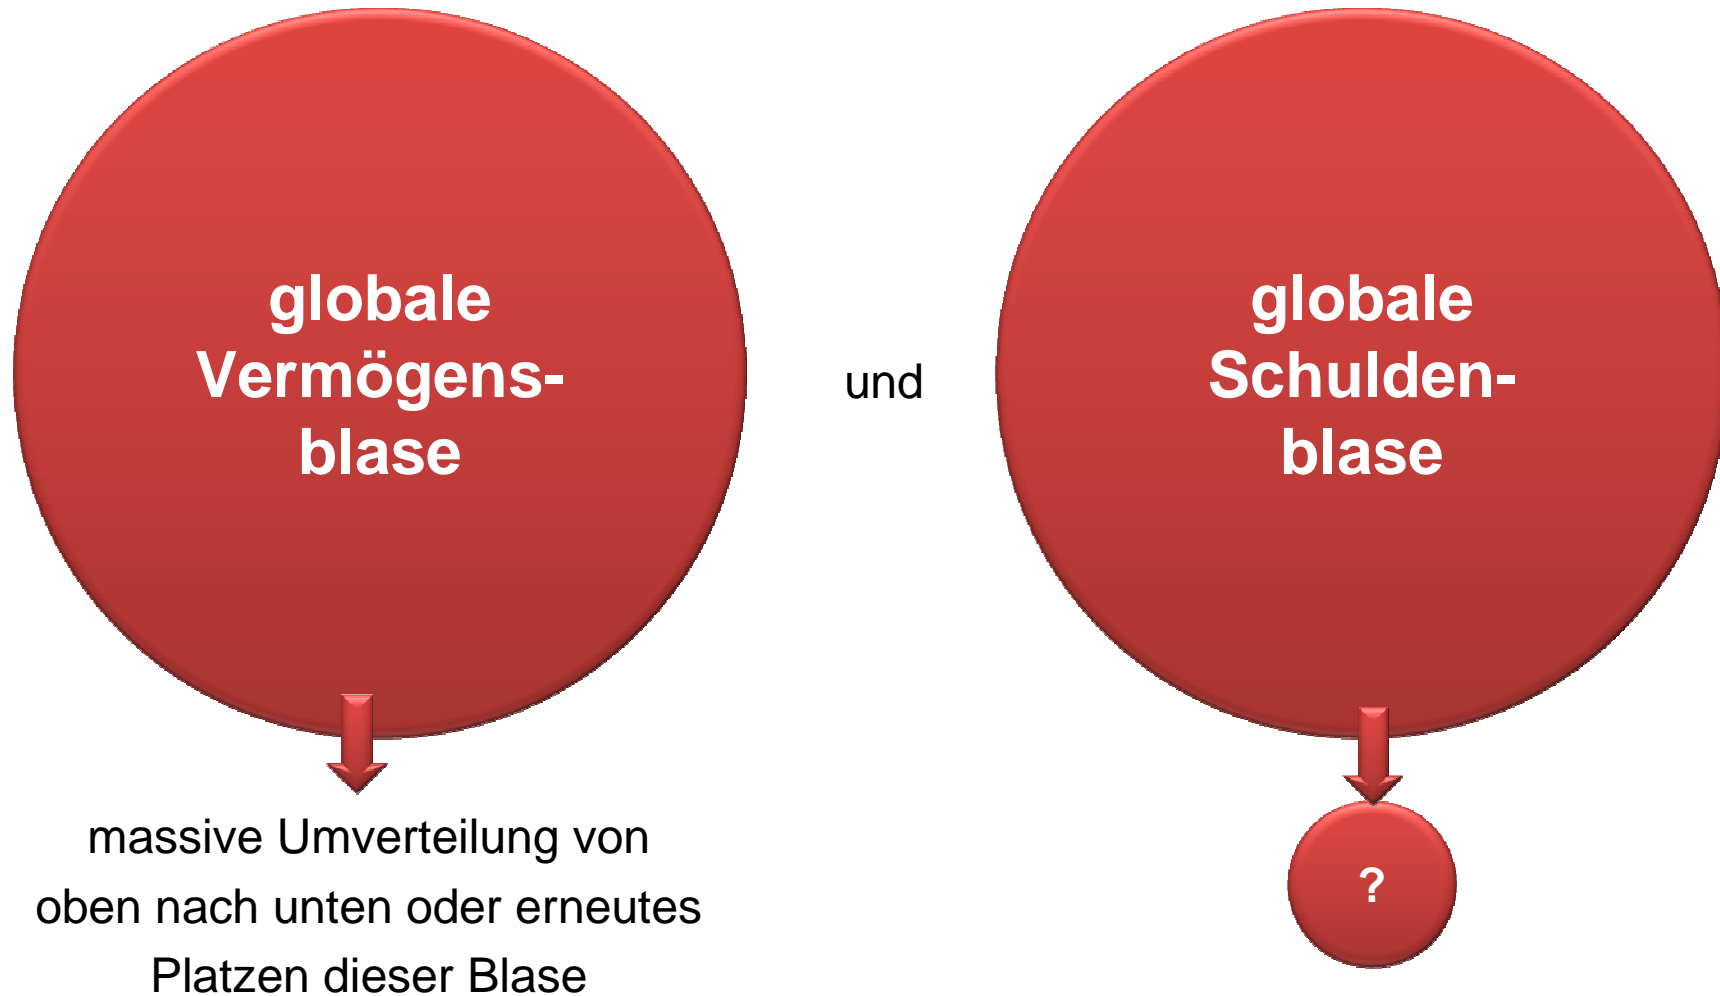 globale
Vermögens-
blase
und
globale
Schulden-
blase
massive Umverteilung von
oben nach unten oder erneutes
Platzen dieser Blase
?